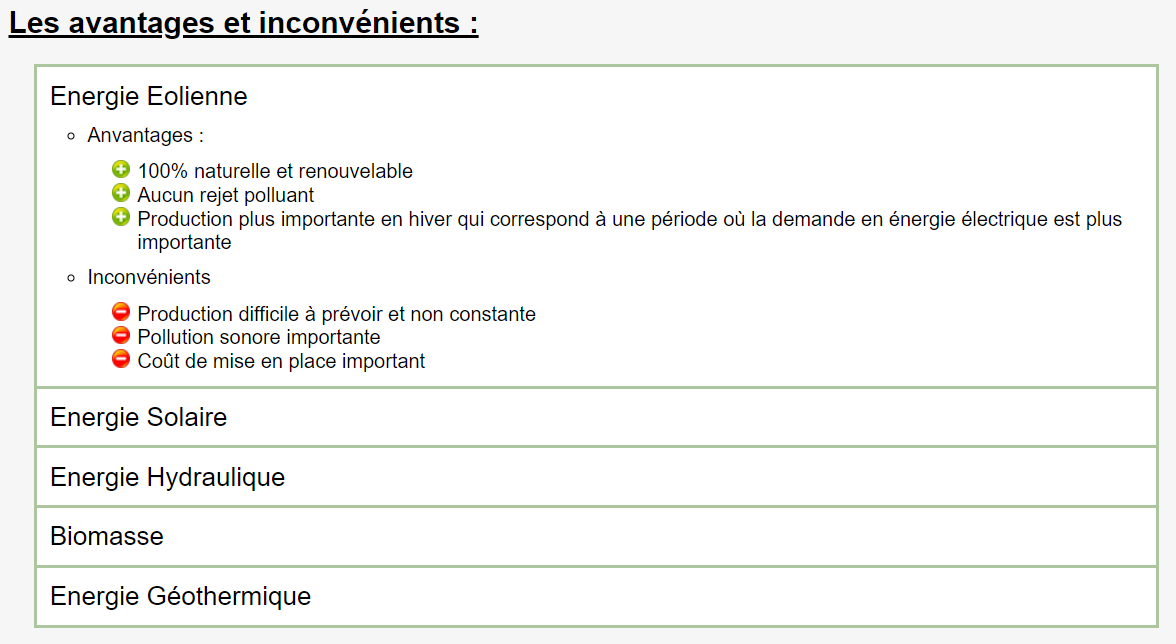 Les avantages et inconvénients :
Energie Eolienne
Anvantages :
100% naturelle et renouvelable
Aucun rejet polluant
Production plus importante en hiver qui correspond à une période où la demande en énergie électrique est plus
importante
Inconvénients
Production difficile à prévoir et non constante
Pollution sonore importante
Coût de mise en place important
Energie Solaire
Energie Hydraulique
Biomasse
Energie Géothermique